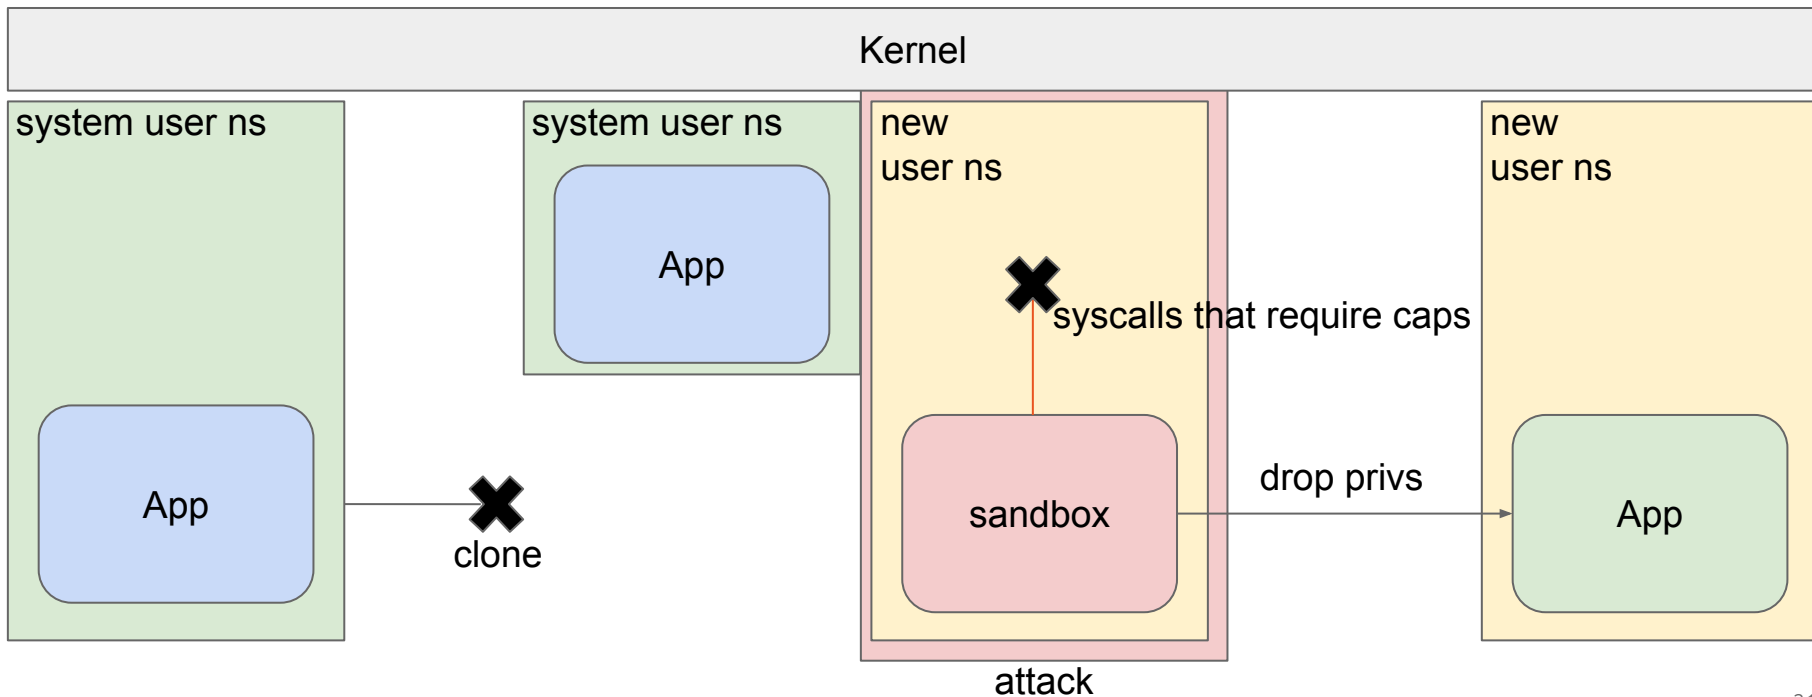 Kernel
system user ns
App
clone
system user ns
App
new
user ns
syscalls that require caps
sandbox
attack
drop privs
new
user ns
App